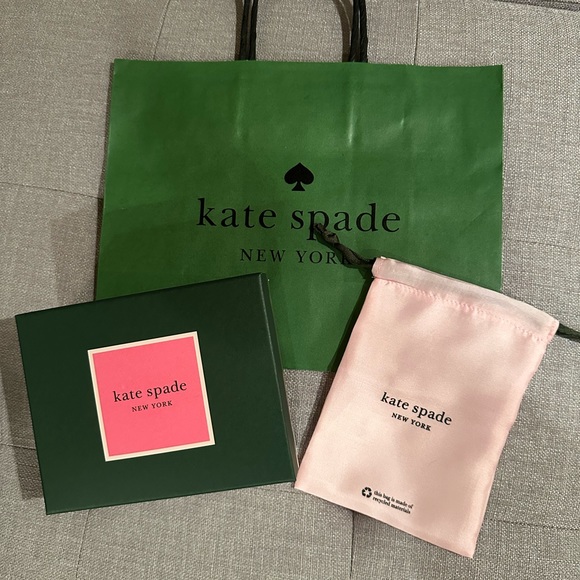 kate spade
NEW YORK
kate spade
NEW YORK
kate spade
NEW YORK
this bag is made of
recycled materials